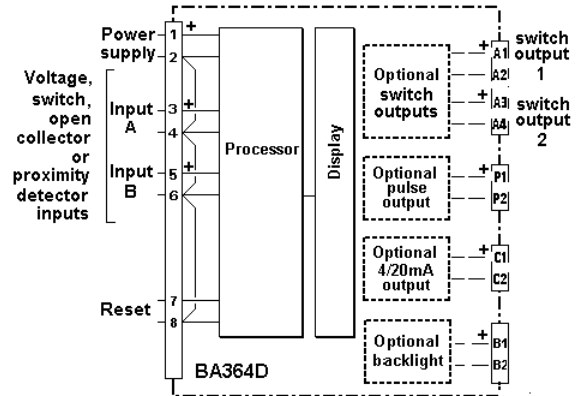 Power
supply
1 +
2
Voltage,
switch,
open
collector
or
proximity
detector
inputs
Input
A
3 +
4
Input
B
5 +
6
Reset
7
8
Processor
Display
BA364D
Optional
switch
outputs
+ A1
A2
+ A3
A4
switch
output
1
switch
output
2
Optional
pulse
output
+ P1
P2
Optional
4/20mA
output
+ C1
C2
Optional
backlight
+ B1
B2